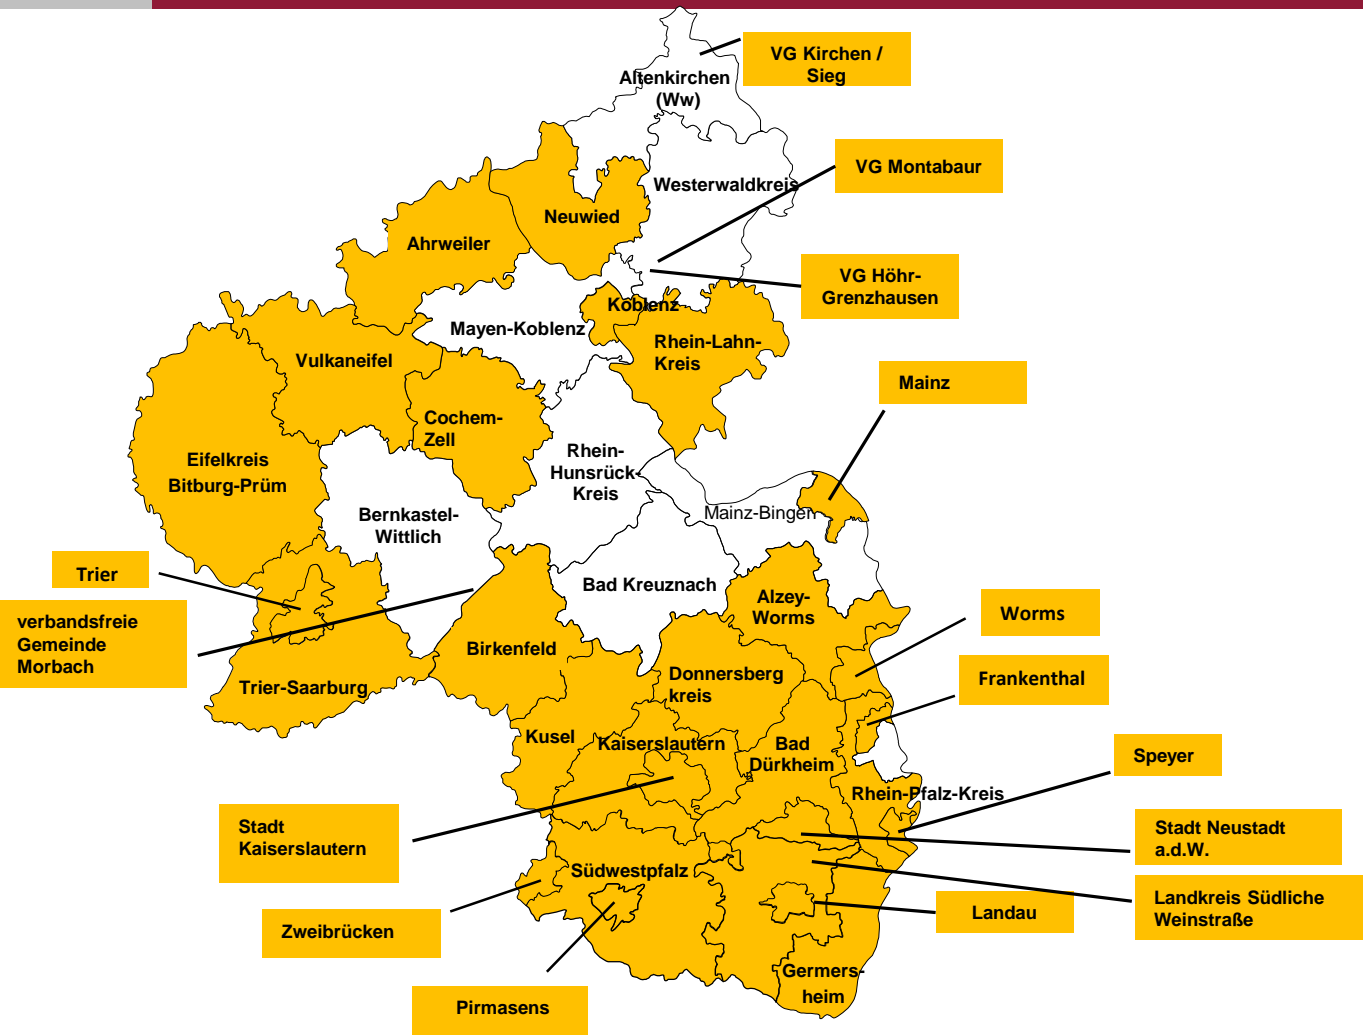 VG Kirchen /
Sieg
Altenkirchen
(Ww)
VG Montabaur
Westerwaldkreis
Neuwied
Ahrweiler
VG Höhr-
Grenzhausen
Koblenz
Mayen-Koblenz
Rhein-Lahn-
Kreis
Vulkaneifel
Mainz
Cochem-
Zell
Eifelkreis
Bitburg-Prüm
Rhein-
Hunsrück-
Kreis
Mainz-Bingen
Bernkastel-
Wittlich
Trier
Bad Kreuznach
Alzey-
Worms
Worms
verbandsfreie
Gemeinde
Morbach
Birkenfeld
Trier-Saarburg
Donnersberg
kreis
Frankenthal
Kusel
Kaiserslautern
Bad
Dürkheim
Speyer
Rhein-Pfalz-Kreis
Stadt
Kaiserslautern
Stadt Neustadt
a.d.W.
Südwestpfalz
Landkreis Südliche
Weinstraße
Landau
Zweibrücken
Germers-
heim
Pirmasens